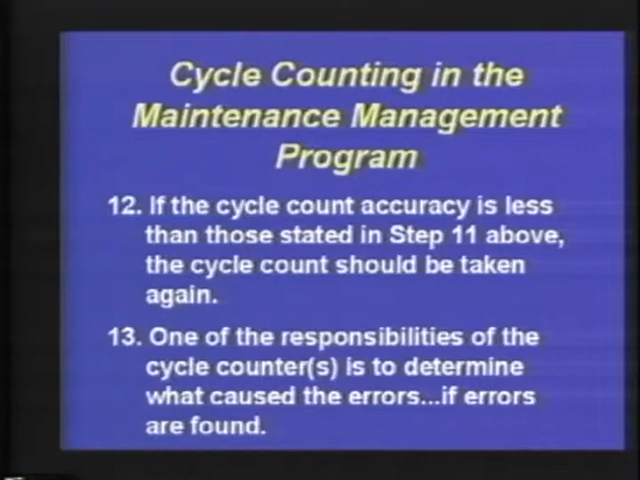 Cycle Counting in the
Maintenance Management
Program
12. If the cycle count accuracy is less
than those stated in Step 11 above,
the cycle count should be taken
again.
13. One of the responsibilities of the
cycle counter(s) is to determine
what caused the errors...if errors
are found.